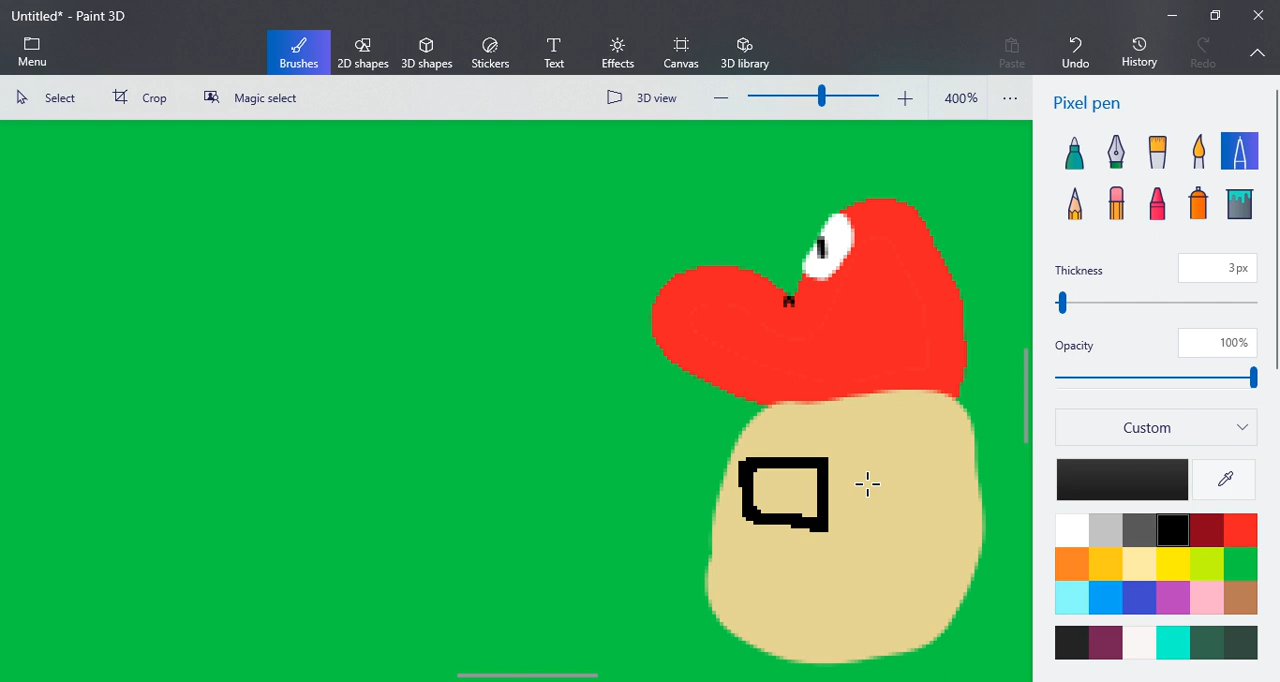 Untitled* - Paint 3D
Menu
Brushes
2D shapes
3D shapes
Stickers
Text
Effects
Canvas
3D library
Paste
Undo
History
Redo
Select
Crop
Magic select
3D view
400%
Pixel pen
Thickness
3px
Opacity
100%
Custom